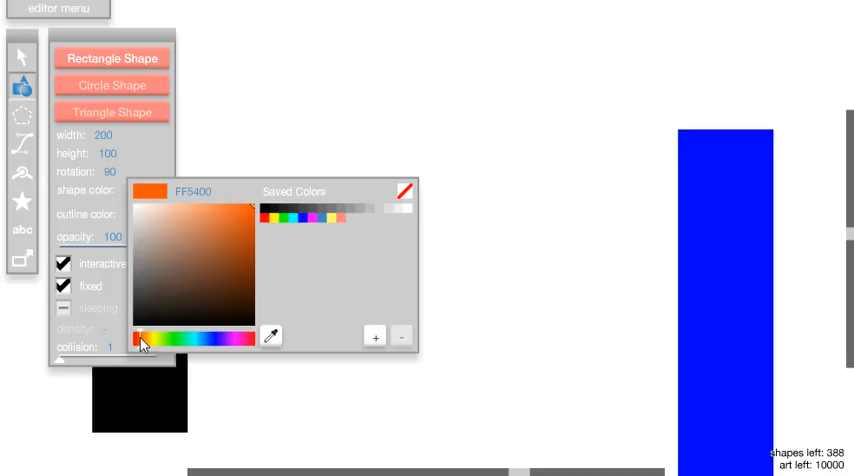 editor menu
Rectangle Shape
Circle Shape
Triangle Shape
width: 200
height: 100
rotation: 90
shape color:
FF5400
Saved Colors
outline color:
opacity: 100
abc
interactive
fixed
sleeping
density: -
collision: 1
+
-
shapes left: 388
art left: 10000